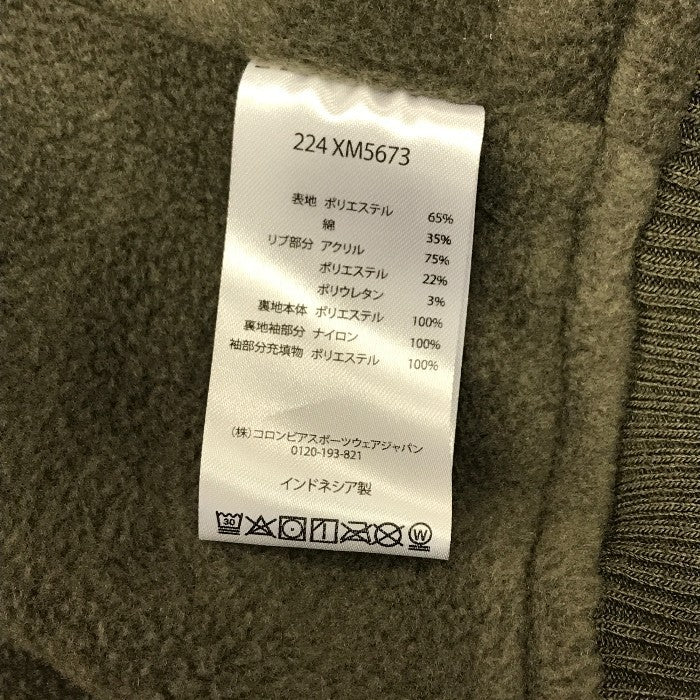 224 XM5673
表地 ポリエステル 65%
綿 35%
リブ部分 アクリル 75%
ポリエステル 22%
ポリウレタン 3%
裏地本体 ポリエステル 100%
裏地袖部分 ナイロン 100%
袖部分充填物 ポリエステル 100%
(株)コロンビアスポーツウェアジャパン
0120-193-821
インドネシア製
30 W